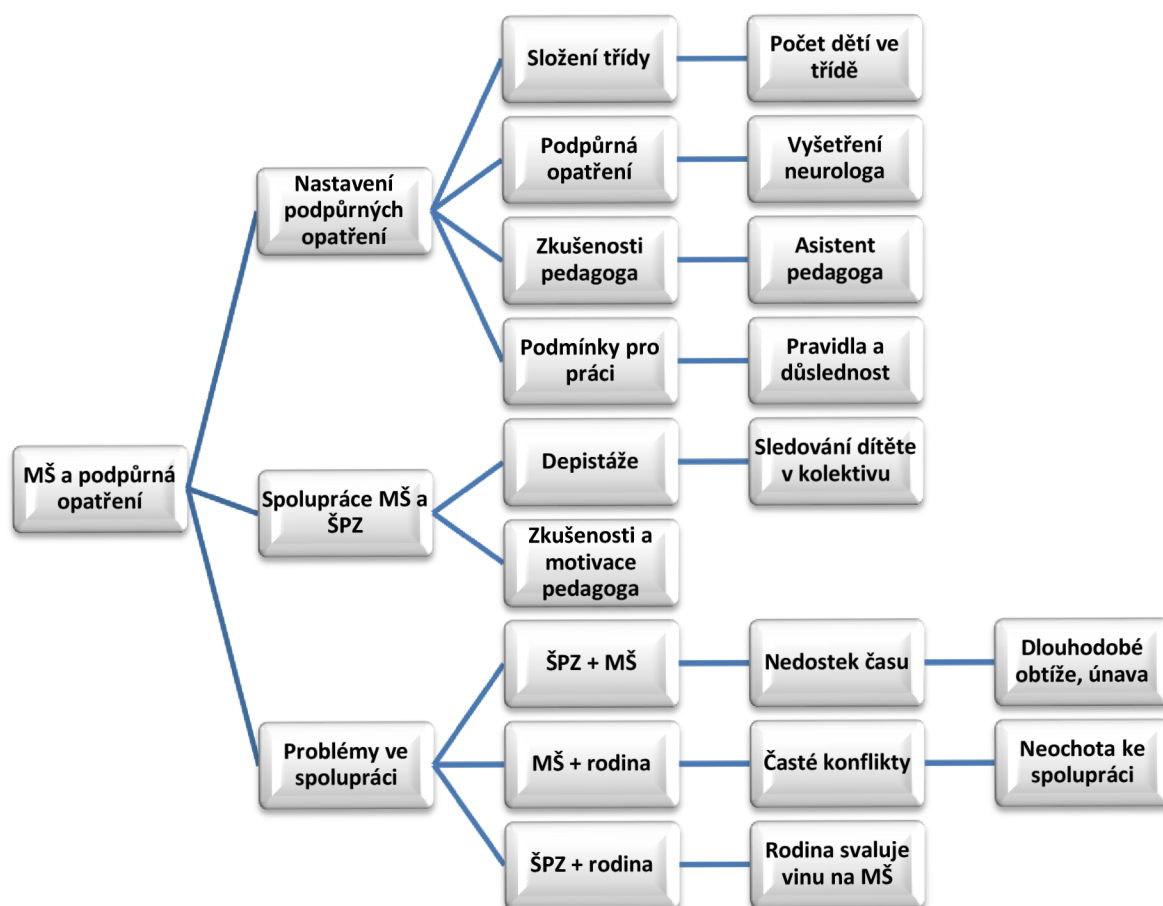 Složení třídy
Počet dětí ve
třídě
Podpůrná
opatření
Vyšetření
neurologa
Nastavení
podpůrných
opatření
Zkušenosti
pedagoga
Asistent
pedagoga
Podmínky pro
práci
Pravidla a
důslednost
MŠ a podpůrná
opatření
Spolupráce MŠ a
ŠPZ
Depistáže
Sledování dítěte
v kolektivu
Zkušenosti a
motivace
pedagoga
Problémy ve
spolupráci
ŠPZ + MŠ
Nedostek času
Dlouhodobé
obtíže, únava
MŠ + rodina
Časté konflikty
Neochota ke
spolupráci
ŠPZ + rodina
Rodina svaluje
vinu na MŠ